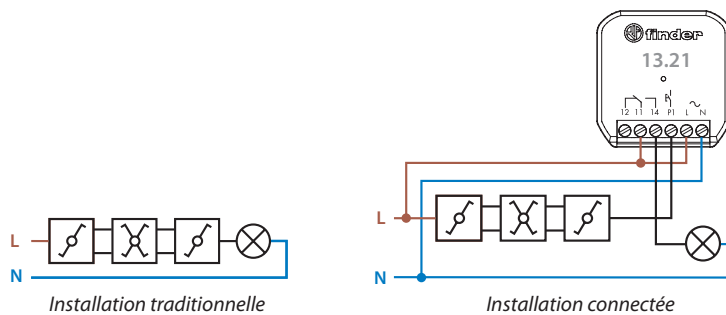 finder
13.21
12 11 14 P1 L N
L
N
Installation traditionnelle
L
N
Installation connectée